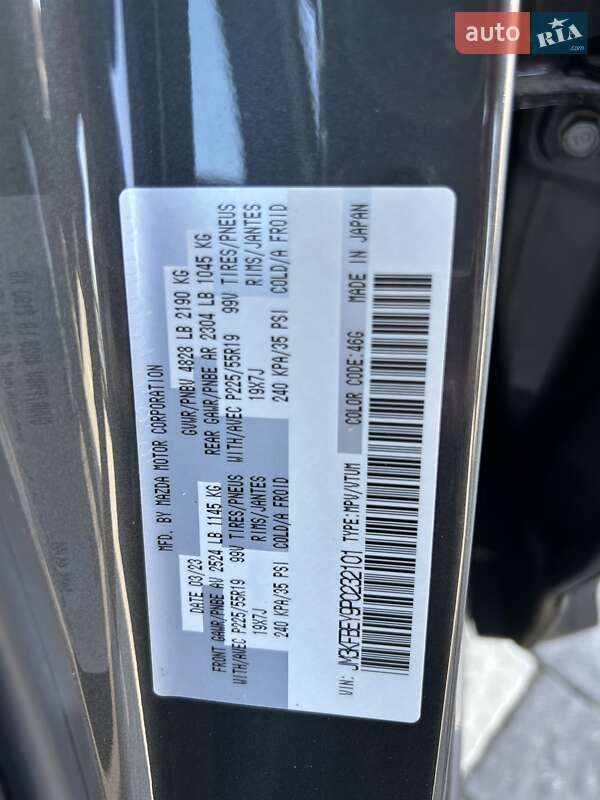 auto RIA.com
MFD. BY MAZDA MOTOR CORPORATION
DATE 03/23 GVWR/PNBV 4828 LB 2190 KG
FRONT GAWR/PNBE AV 2524 LB 1145 KG REAR GAWR/PNBE AR 2304 LB 1045 KG
WITH/AVEC P225/55R19 99V TIRES/PNEUS WITH/AVEC P225/55R19 99V TIRES/PNEUS
19X7J RIMS/JANTES 19X7J RIMS/JANTES
240 KPA/35 PSI COLD/A FROID 240 KPA/35 PSI COLD/A FROID
VIN: JM3KFBEY9P0232101 TYPE:MPV/VTUM COLOR CODE:46G MADE IN JAPAN